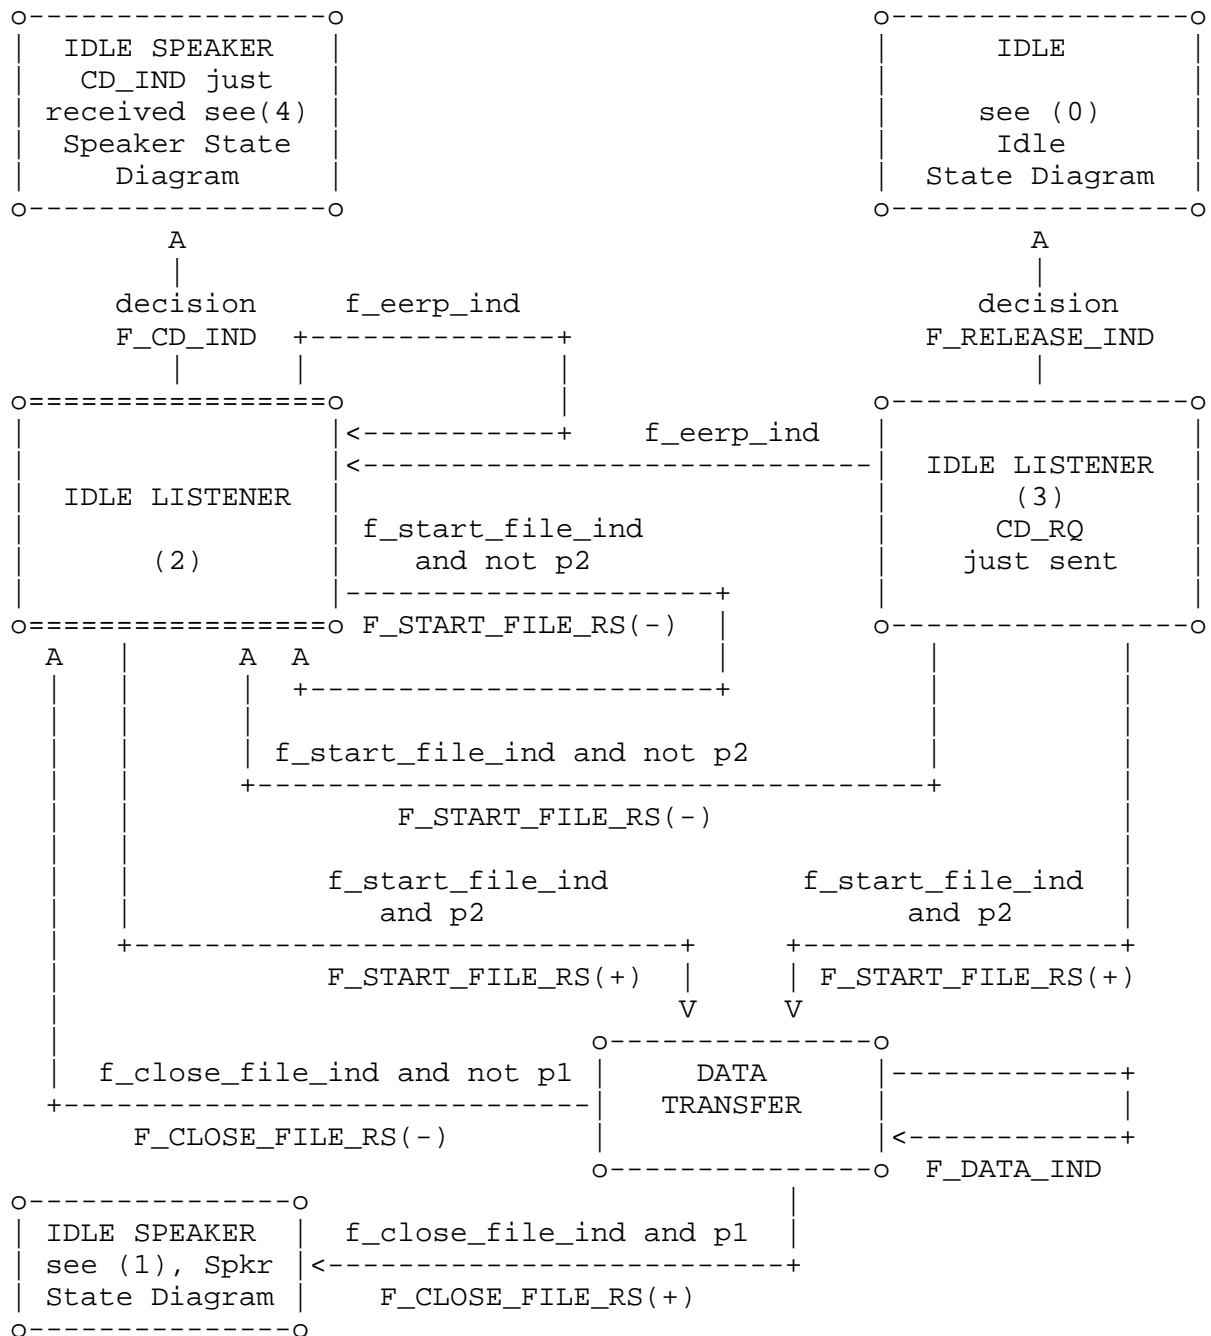 IDLE SPEAKER IDLE
CD_IND just
received see(4) see (0)
Speaker State Idle
Diagram State Diagram
A A
decision f_eerp_ind decision
F_CD_IND F_RELEASE_IND
f_eerp_ind
IDLE LISTENER
IDLE LISTENER (3)
f_start_file_ind CD_RQ
(2) and not p2 just sent
F_START_FILE_RS(-)
A A A
f_start_file_ind and not p2
F_START_FILE_RS(-)
f_start_file_ind f_start_file_ind
and p2 and p2
F_START_FILE_RS(+) F_START_FILE_RS(+)
V V
f_close_file_ind and not p1 DATA
TRANSFER
F_CLOSE_FILE_RS(-)
F_DATA_IND
IDLE SPEAKER f_close_file_ind and p1
see (1), Spkr
State Diagram F_CLOSE_FILE_RS(+)